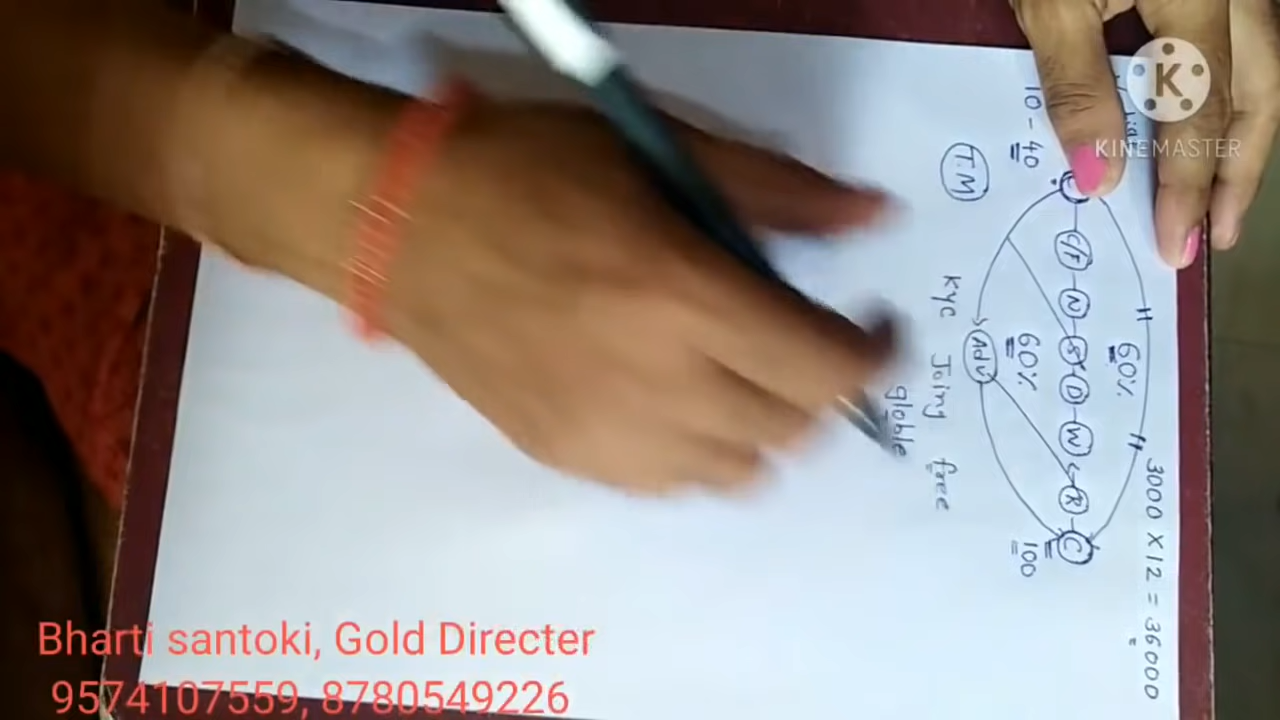 3000 X 12 = 36000
60%
C
C/F
N
S
D
W
R
C
10 - 40
60%
100
Adv
T.M
Kyc Joing free
globle
K
KINEMASTER
Bharti santoki, Gold Directer
9574107559, 8780549226